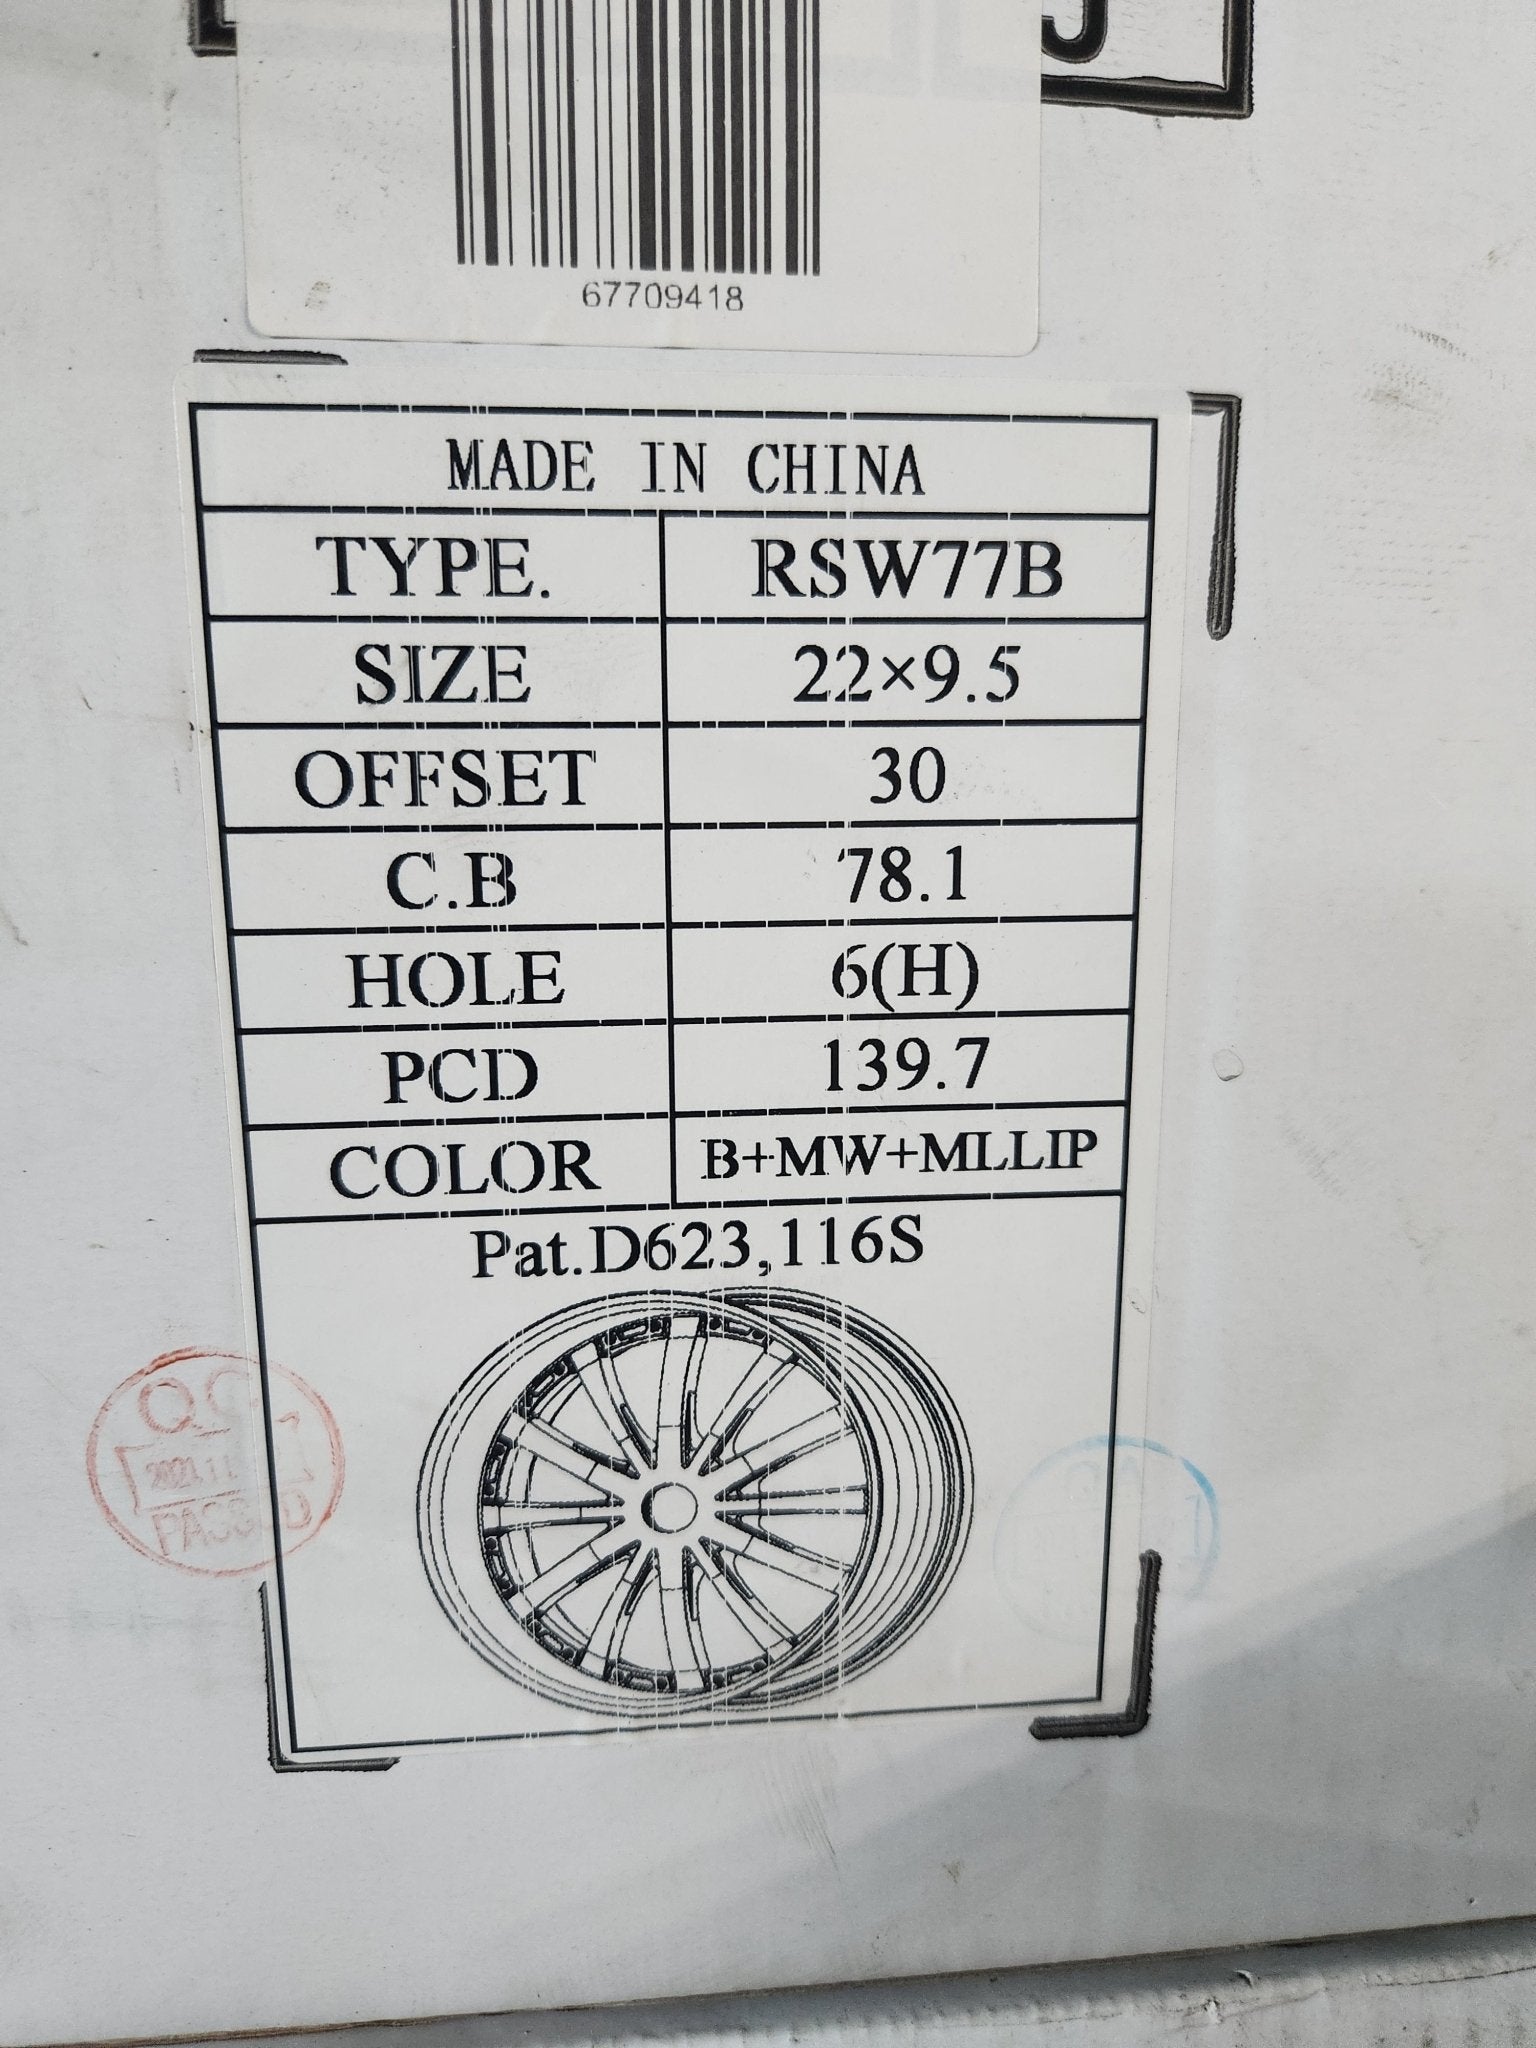 67709418
MADE IN CHINA
TYPE. RSW77B
SIZE 22×9.5
OFFSET 30
C.B 78.1
HOLE 6(H)
PCD 139.7
COLOR B+MW+MLLIP
Pat.D623,116S